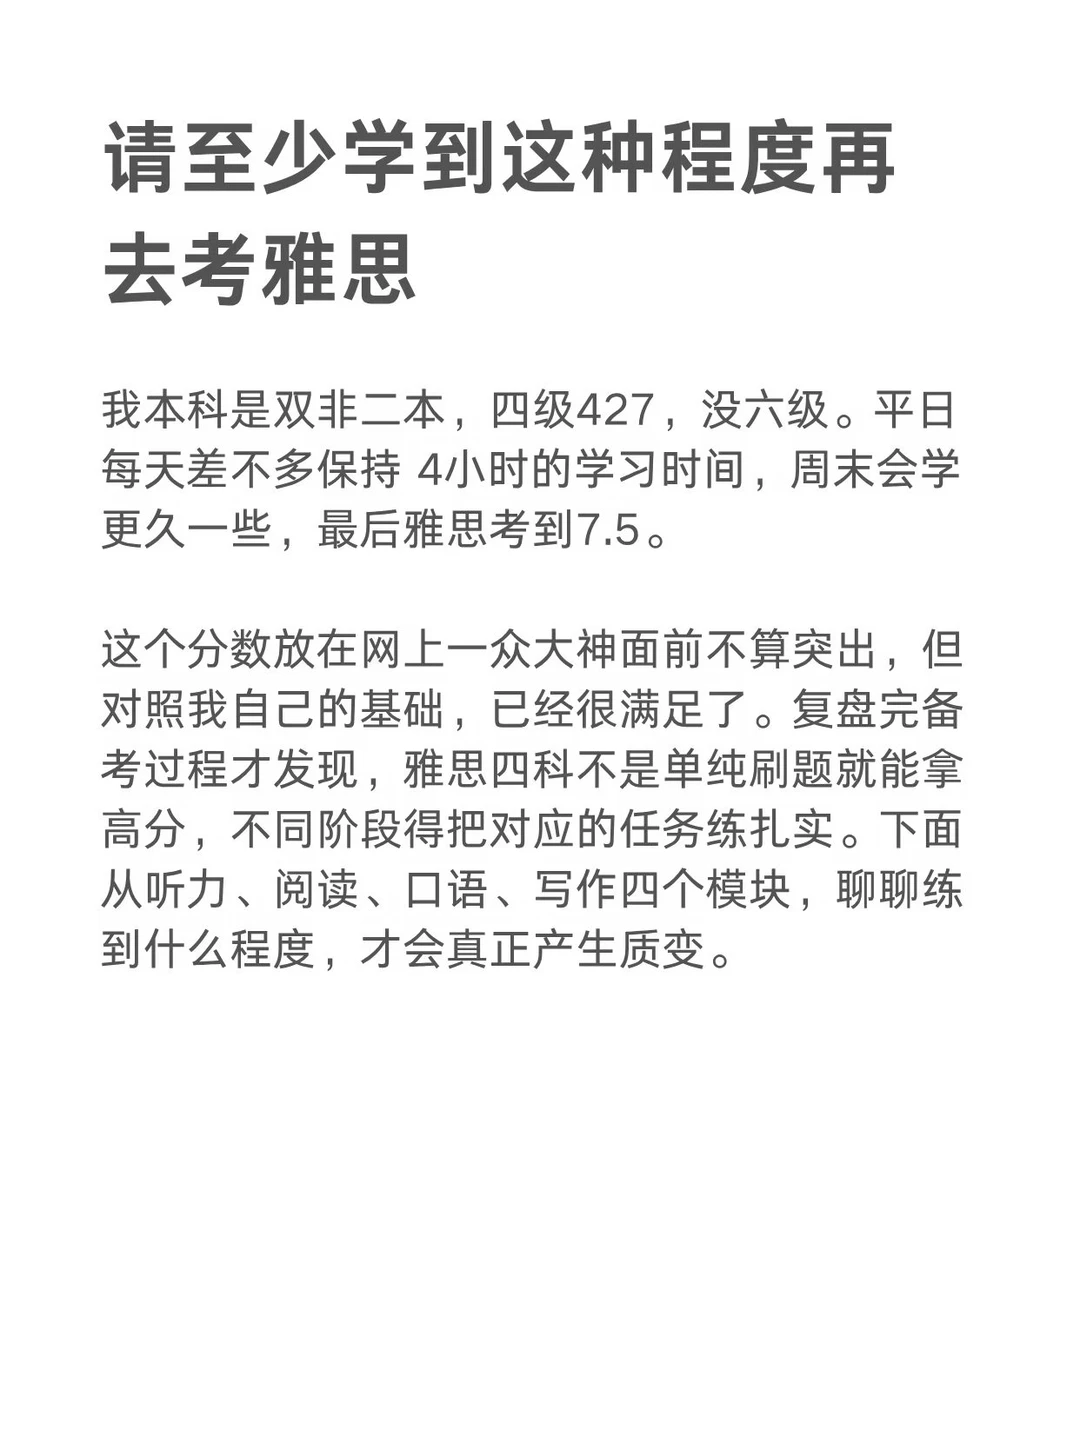 请至少学到这种程度再
去考雅思
我本科是双非二本，四级427，没六级。平日
每天差不多保持 4小时的学习时间，周末会学
更久一些，最后雅思考到7.5。
这个分数放在网上一众大神面前不算突出，但
对照我自己的基础，已经很满足了。复盘完备
考过程才发现，雅思四科不是单纯刷题就能拿
高分，不同阶段得把对应的任务练扎实。下面
从听力、阅读、口语、写作四个模块，聊聊练
到什么程度，才会真正产生质变。